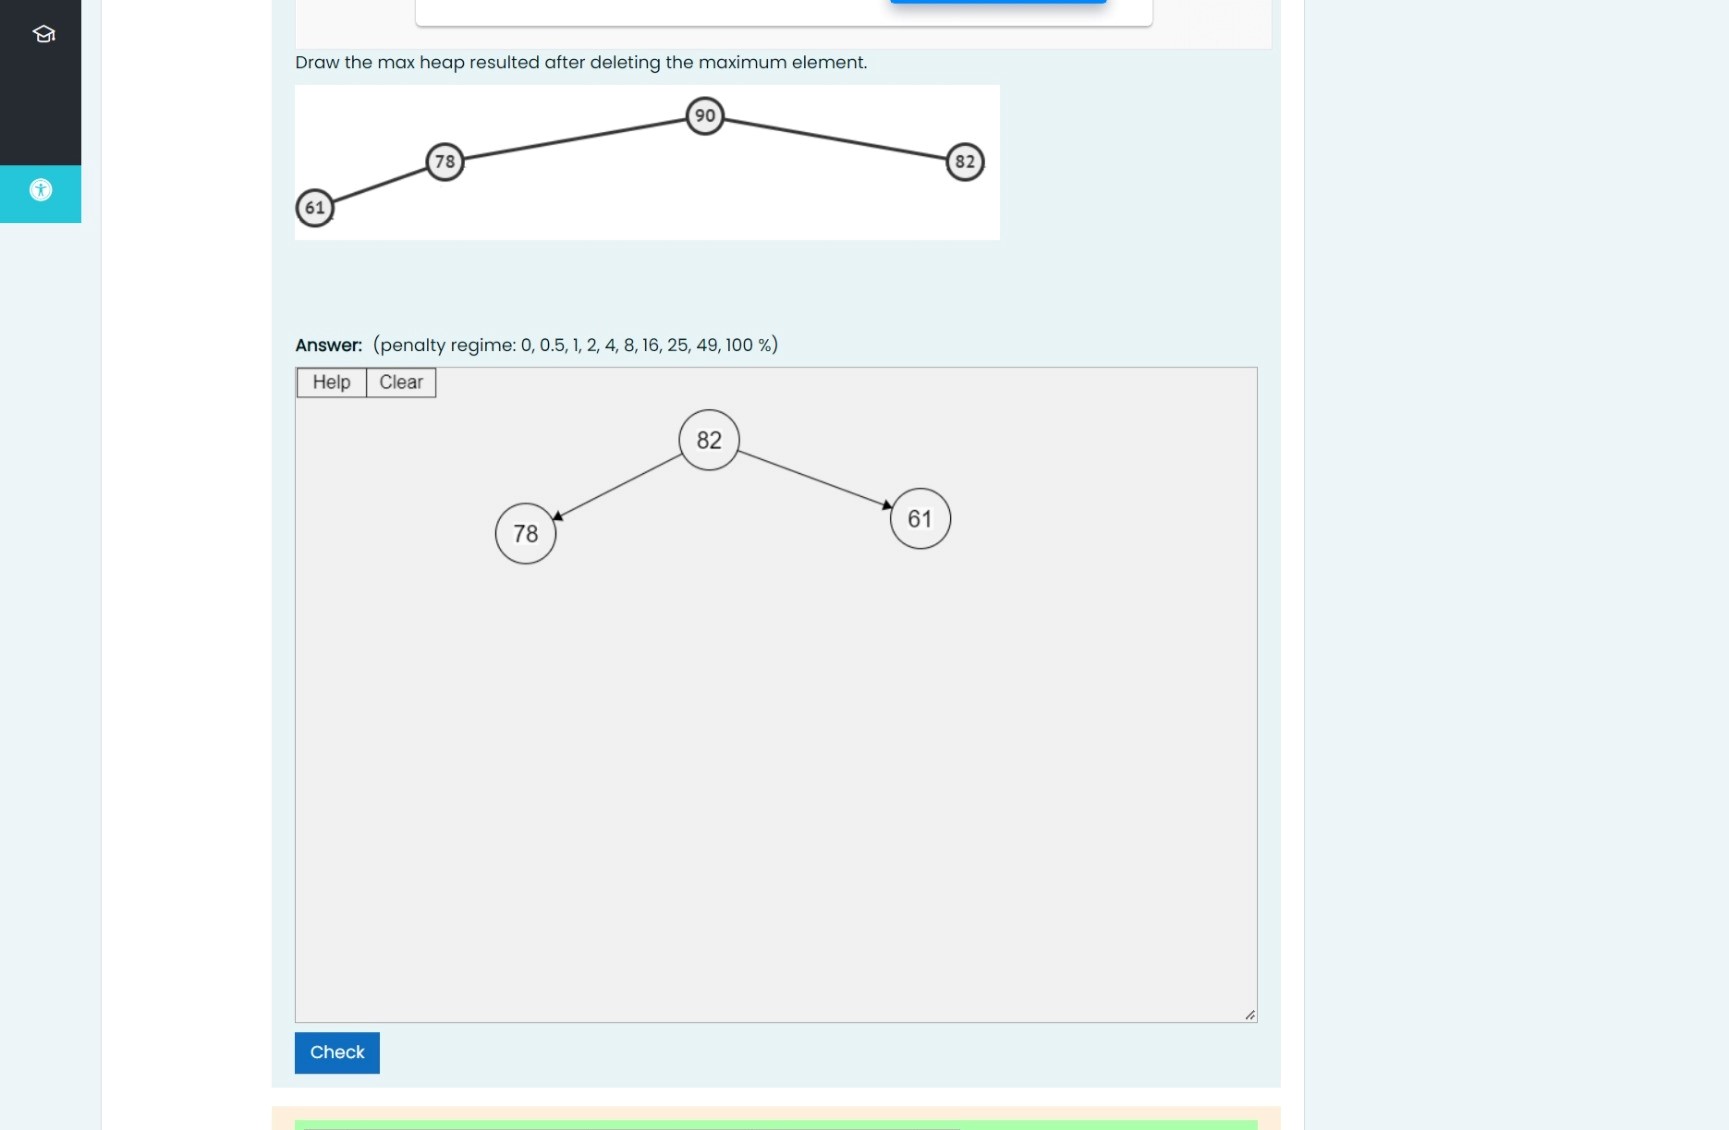 Draw the max heap resulted after deleting the maximum element.
90
78
82
61
Answer: (penalty regime: 0, 0.5, 1, 2, 4, 8, 16, 25, 49, 100 %)
Help Clear
82
61
78
Check